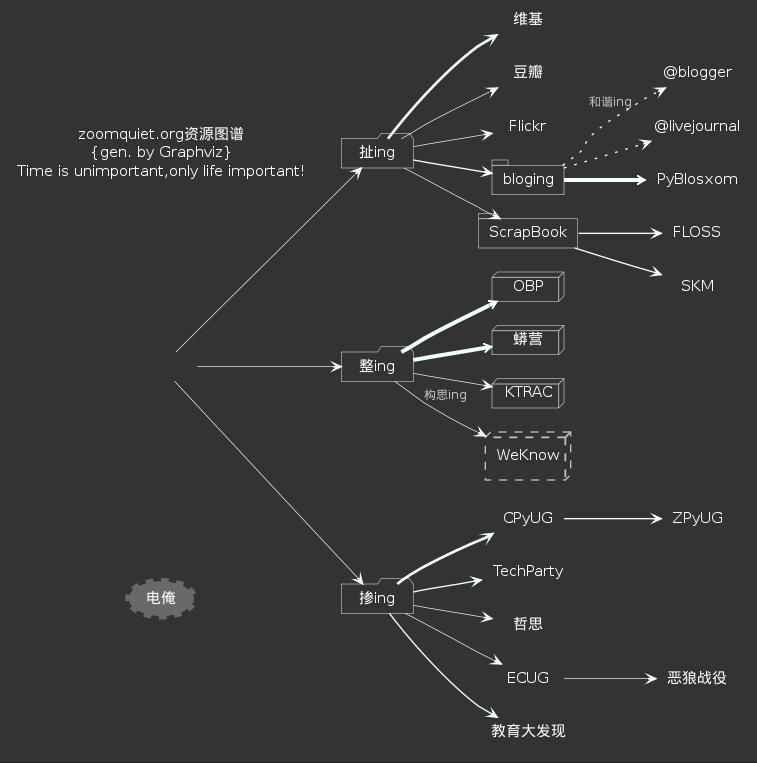 zoomquiet.org资源图谱
{gen. by Graphviz}
Time is unimportant,only life important!
电俺
扯ing
维基
豆瓣
Flickr
bloging
和谐ing
@blogger
@livejournal
PyBlosxom
ScrapBook
FLOSS
SKM
整ing
OBP
蟒营
KTRAC
构思ing
WeKnow
掺ing
CPyUG
ZPyUG
TechParty
哲思
ECUG
恶狼战役
教育大发现